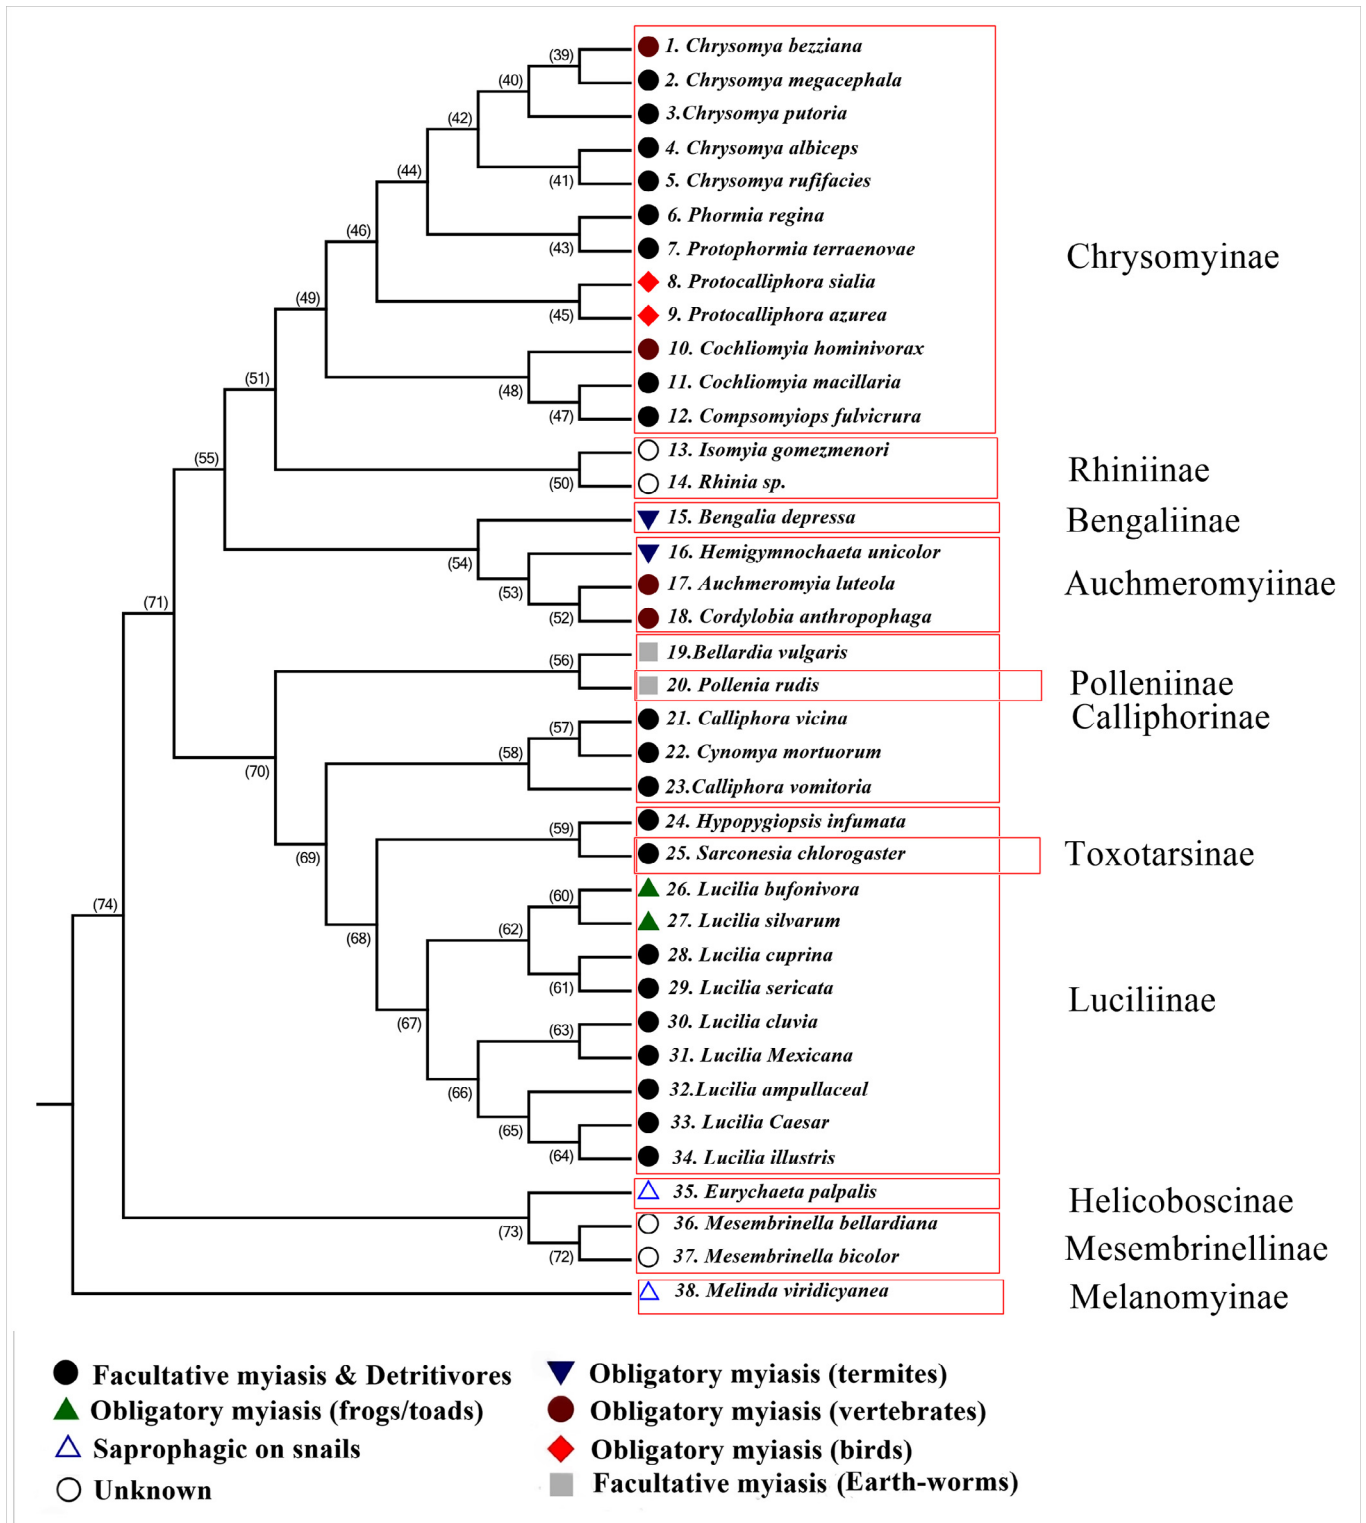 (39) 1. Chrysomya bezziana
(40) 2. Chrysomya megacephala
3.Chrysomya putoria
(42)
4. Chrysomya albiceps
(44) (41) 5. Chrysomya rufifacies
6. Phormia regina
(46) (43) 7. Protophormia terraenovae
Chrysomyinae
8. Protocalliphora sialia
(49) (45) 9. Protocalliphora azurea
10. Cochliomyia hominivorax
(51) (48) 11. Cochliomyia macillaria
(47) 12. Compsomyiops fulvicrura
(55) 13. Isomyia gomezmenori
Rhiniinae
(50) 14. Rhinia sp.
15. Bengalia depressa Bengaliinae
(54) 16. Hemigymnochaeta unicolor
(53) 17. Auchmeromyia luteola Auchmeromyiinae
(71) (52) 18. Cordylobia anthropophaga
(56) 19.Bellardia vulgaris
20. Pollenia rudis Polleniinae
(57) 21. Calliphora vicina Calliphorinae
(58) 22. Cynomya mortuorum
(70) 23.Calliphora vomitoria
(59) 24. Hypopygiopsis infumata
(69) 25. Sarconesia chlorogaster Toxotarsinae
(60) 26. Lucilia bufonivora
(74) (62) 27. Lucilia silvarum
(68) 28. Lucilia cuprina
(61) 29. Lucilia sericata
Luciliinae
(67) (63) 30. Lucilia cluvia
31. Lucilia Mexicana
(66) 32.Lucilia ampullaceal
(65) 33. Lucilia Caesar
(64) 34. Lucilia illustris
35. Eurychaeta palpalis Helicoboscinae
(73) 36. Mesembrinella bellardiana
Mesembrinellinae
(72) 37. Mesembrinella bicolor
38. Melinda viridicyanea Melanomyinae
Facultative myiasis & Detritivores Obligatory myiasis (termites)
Obligatory myiasis (frogs/toads) Obligatory myiasis (vertebrates)
Saprophagic on snails Obligatory myiasis (birds)
Unknown Facultative myiasis (Earth-worms)